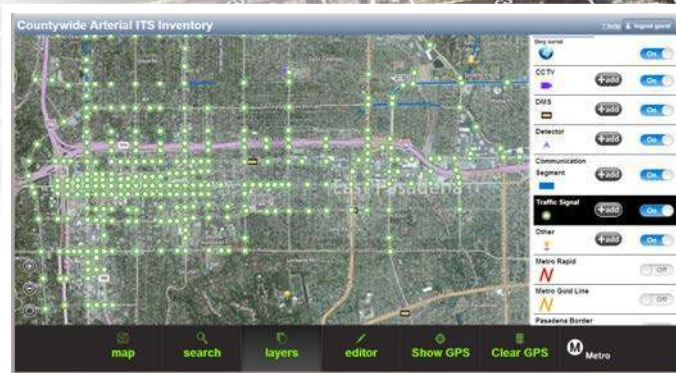 Countywide Arterial ITS Inventory
help logout guest
Bing Aerial
On
CCTV
+add On
DMS
+add On
Detector
+add On
Communication
Segment
+add On
Traffic Signal
+add On
Other
+add On
Metro Rapid
Off
Metro Gold Line
Off
Pasadena Border
East Pasadena
map search layers editor Show GPS Clear GPS M Metro